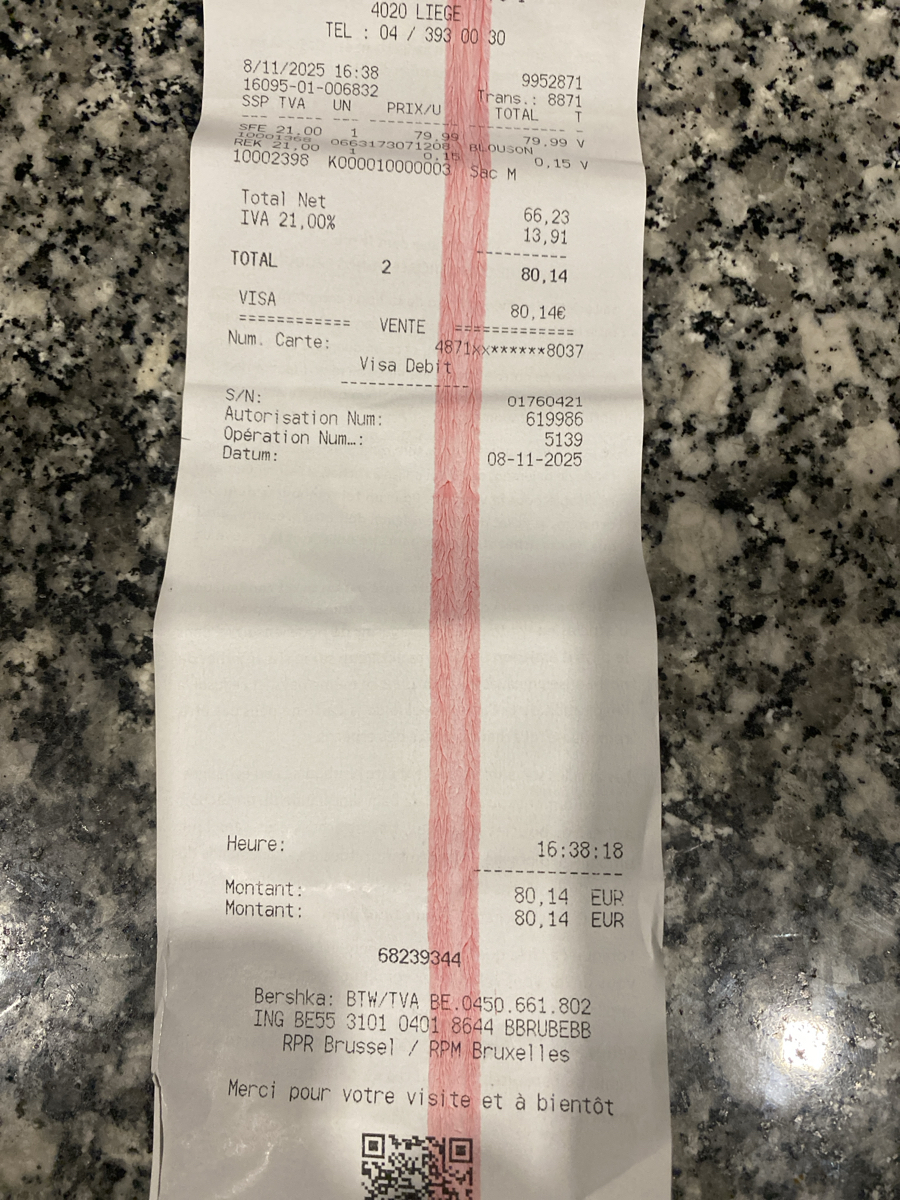 4020 LIEGE
TEL : 04 / 393 00 30
8/11/2025 16:38 9952871
16095-01-006832 Trans.: 8871
SSP TVA UN PRIX/U TOTAL T
--- ----- --- ------- ------- -
SFE 21,00 1 79,99 79,99 V
10001368 0663173071208 BLOUSON
REK 21,00 1 0,15 0,15 V
10002398 K000010000003 Sac M
Total Net 66,23
IVA 21,00% 13,91
----------
TOTAL 2 80,14
VISA 80,14€
============ VENTE =============
Num. Carte: 4871xx******8037
Visa Debit
---------------
S/N: 01760421
Autorisation Num: 619986
Opération Num…: 5139
Datum: 08-11-2025
Heure: 16:38:18
---------------
Montant: 80,14 EUR
Montant: 80,14 EUR
68239344
Bershka: BTW/TVA BE.0450.661.802
ING BE55 3101 0401 8644 BBRUBEBB
RPR Brussel / RPM Bruxelles
Merci pour votre visite et à bientôt